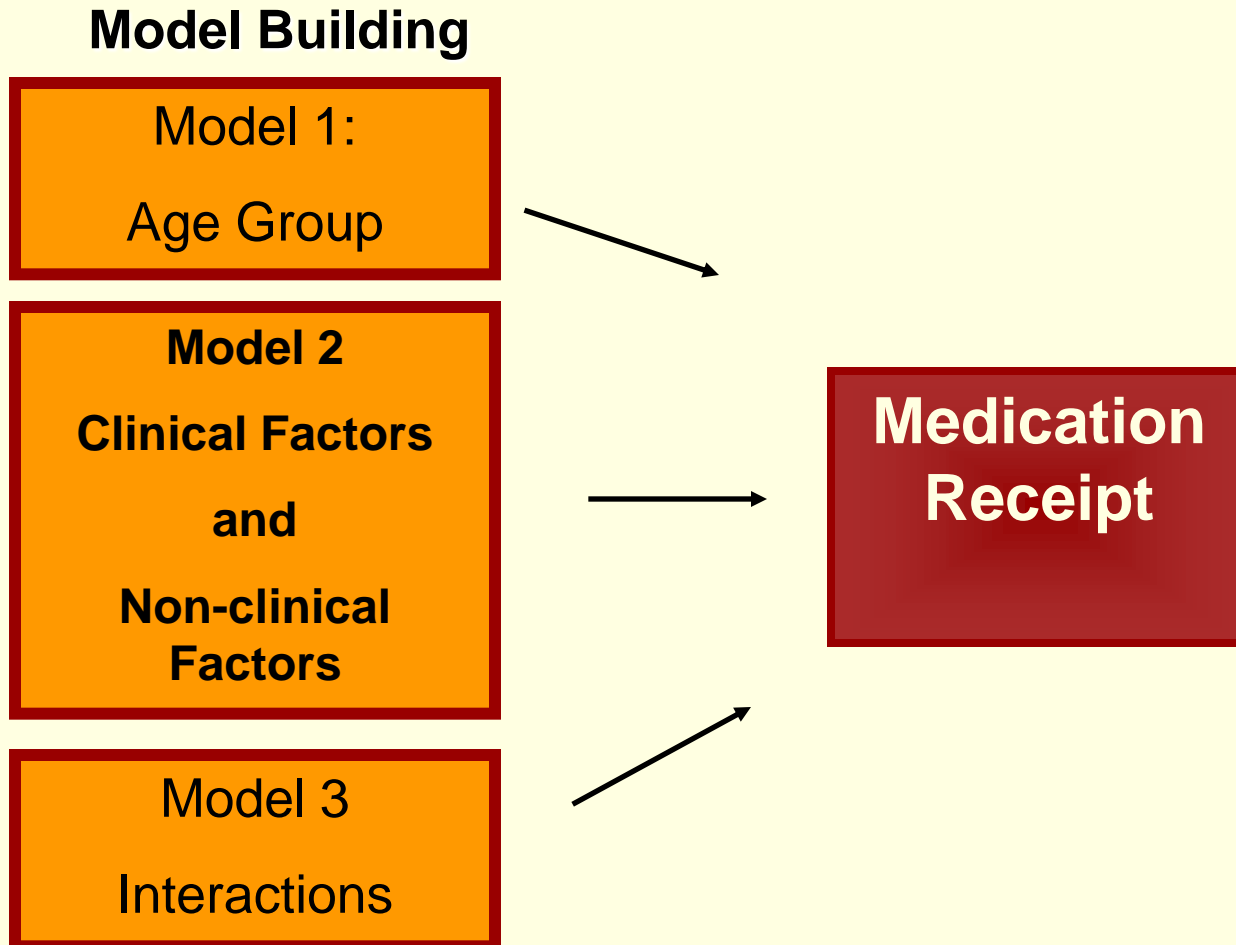 Model Building
Model 1:
Age Group
Model 2
Clinical Factors
and
Non-clinical
Factors
Model 3
Interactions
Medication
Receipt